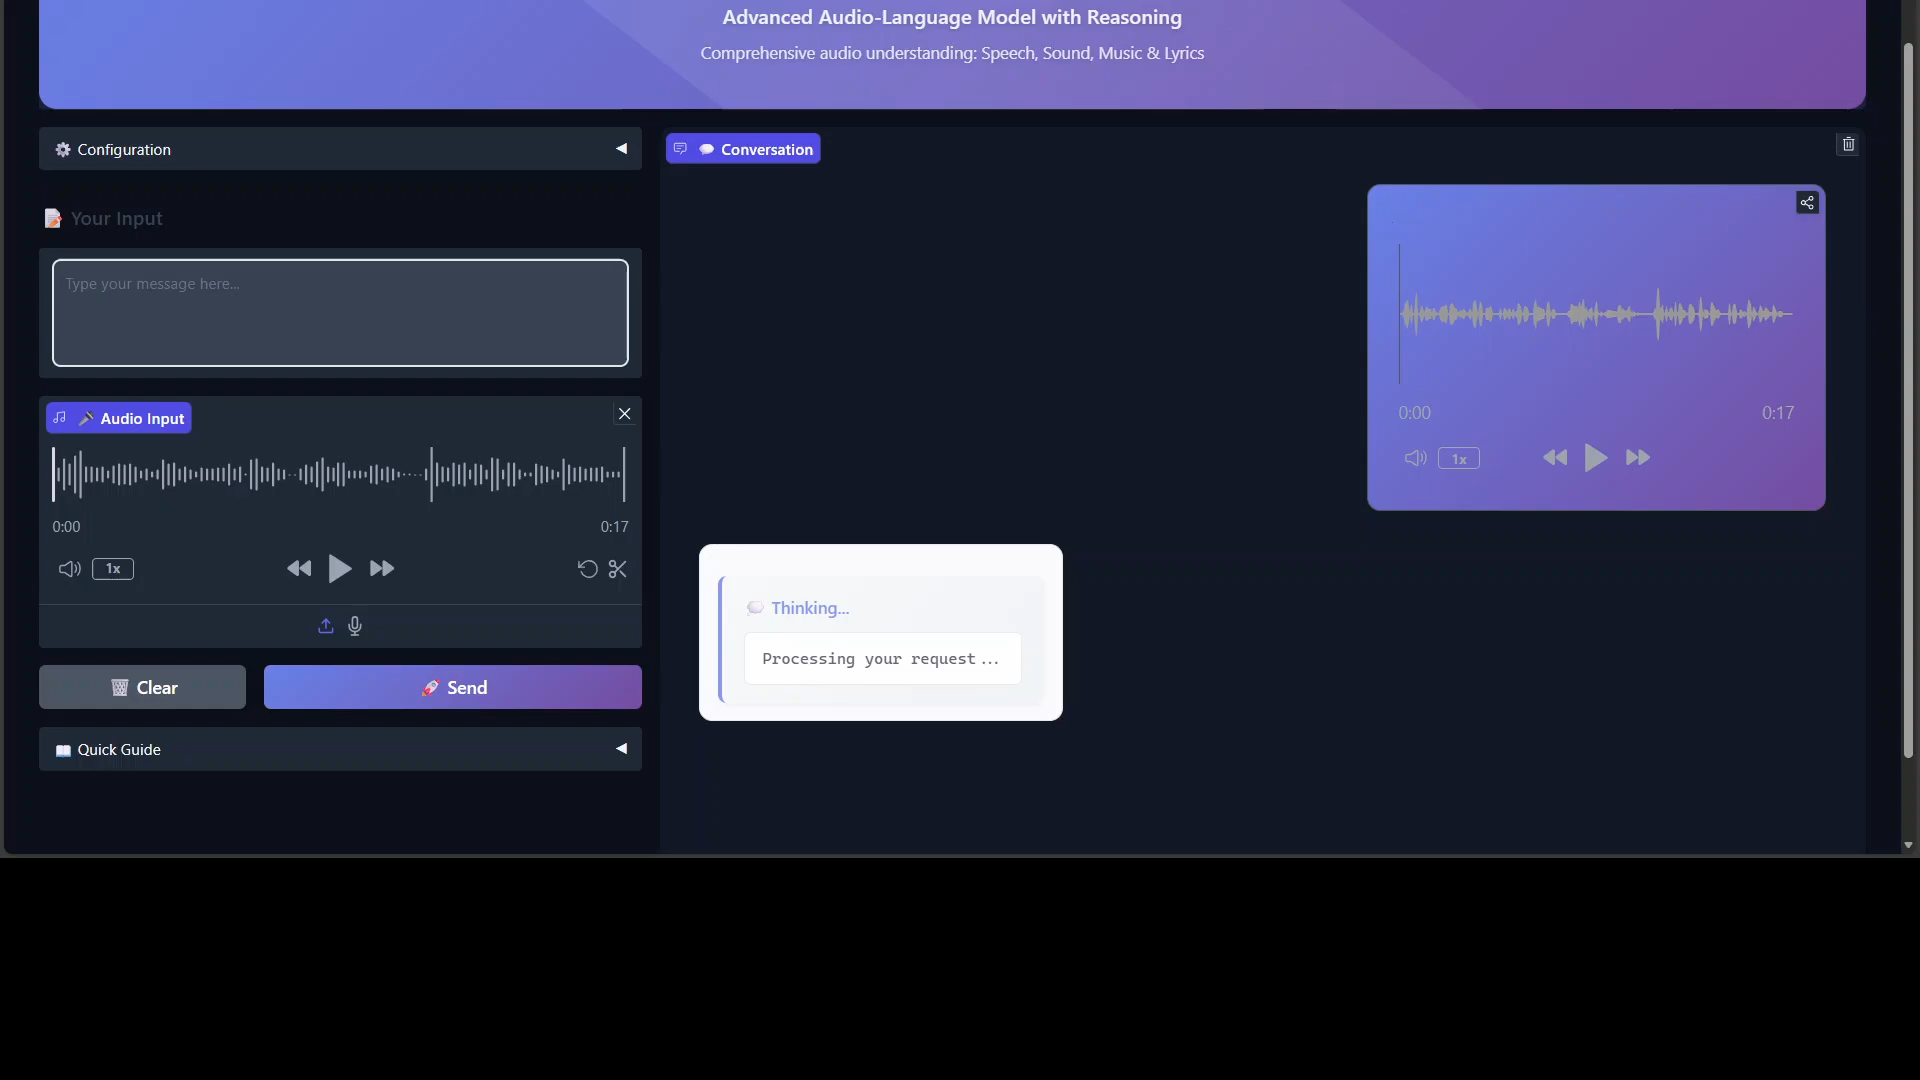 Advanced Audio-Language Model with Reasoning
Comprehensive audio understanding: Speech, Sound, Music & Lyrics
Configuration
Your Input
Type your message here...
Audio Input
0:00
0:17
1x
Clear
Send
Quick Guide
Conversation
0:00
0:17
1x
Thinking...
Processing your request...